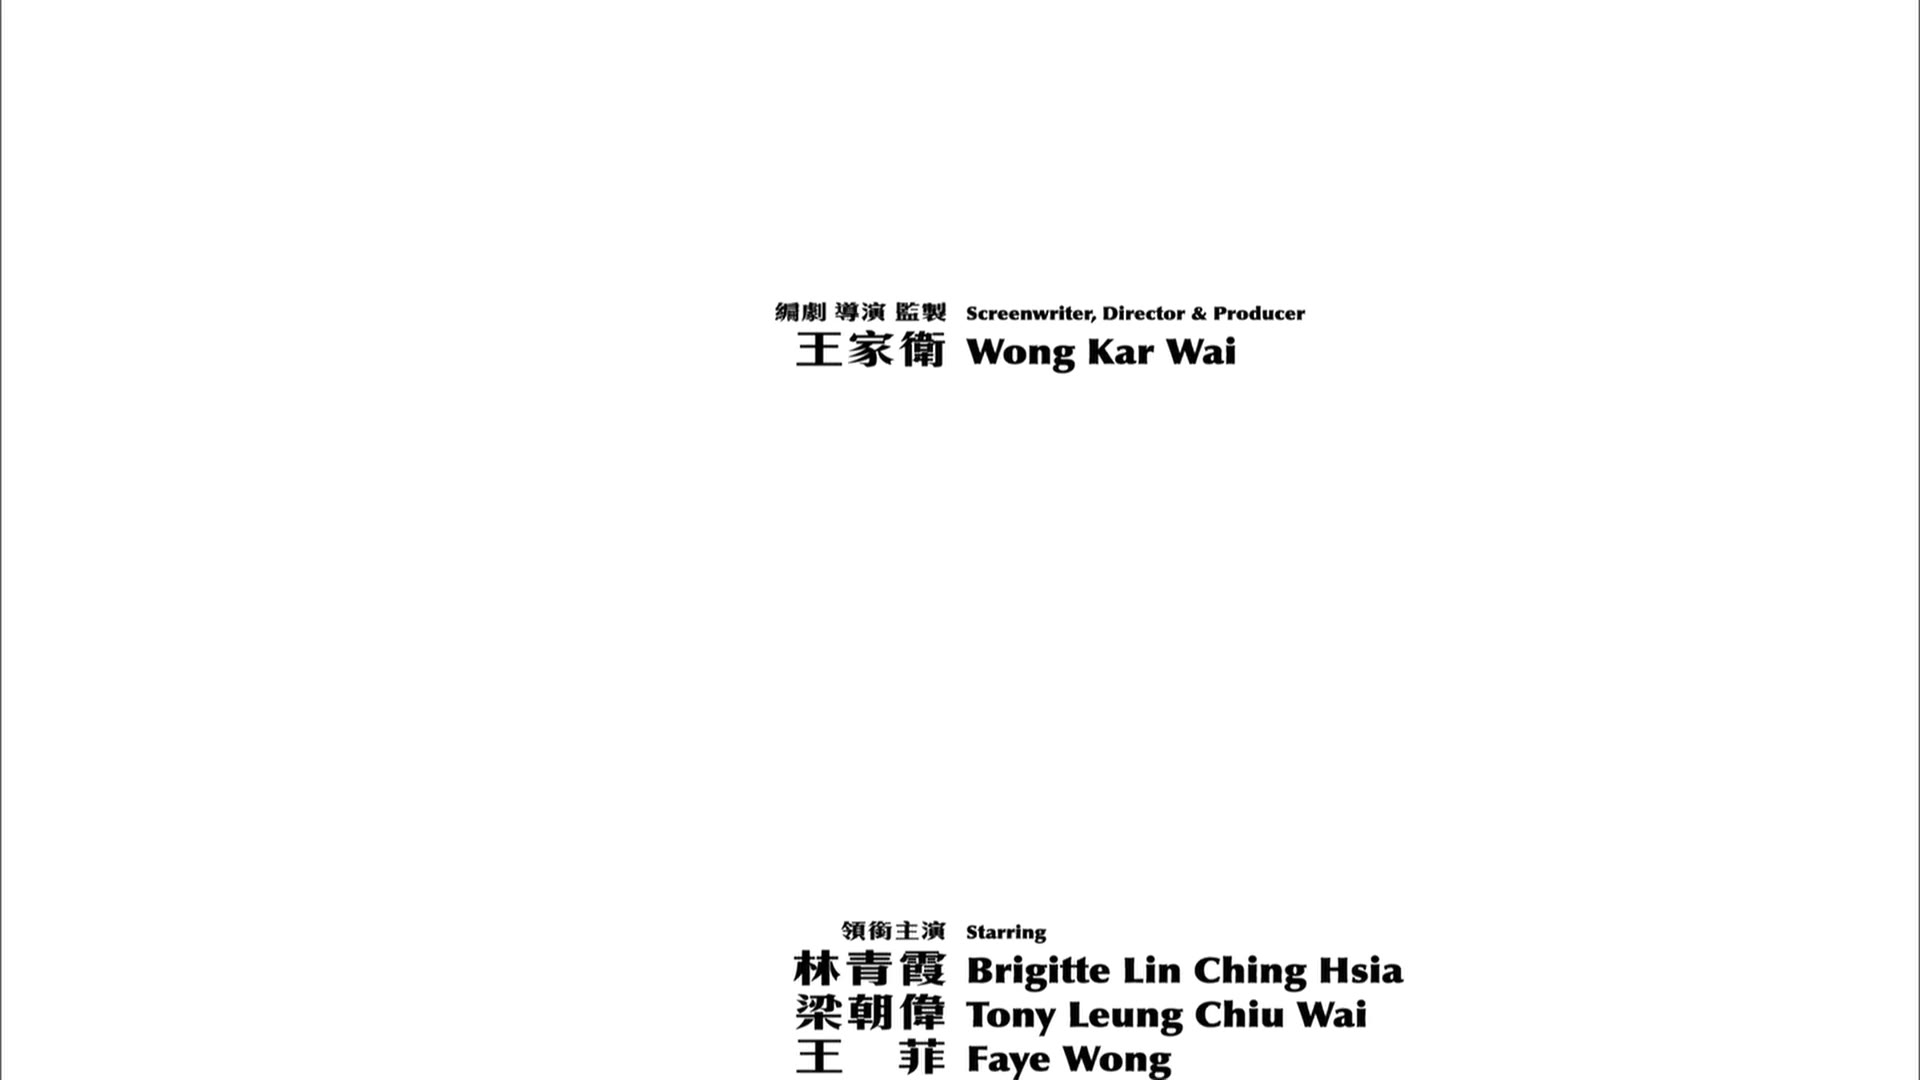 編劇 導演 監製 Screenwriter, Director & Producer
王家衛 Wong Kar Wai
領銜主演 Starring
林青霞 Brigitte Lin Ching Hsia
梁朝偉 Tony Leung Chiu Wai
王 菲 Faye Wong